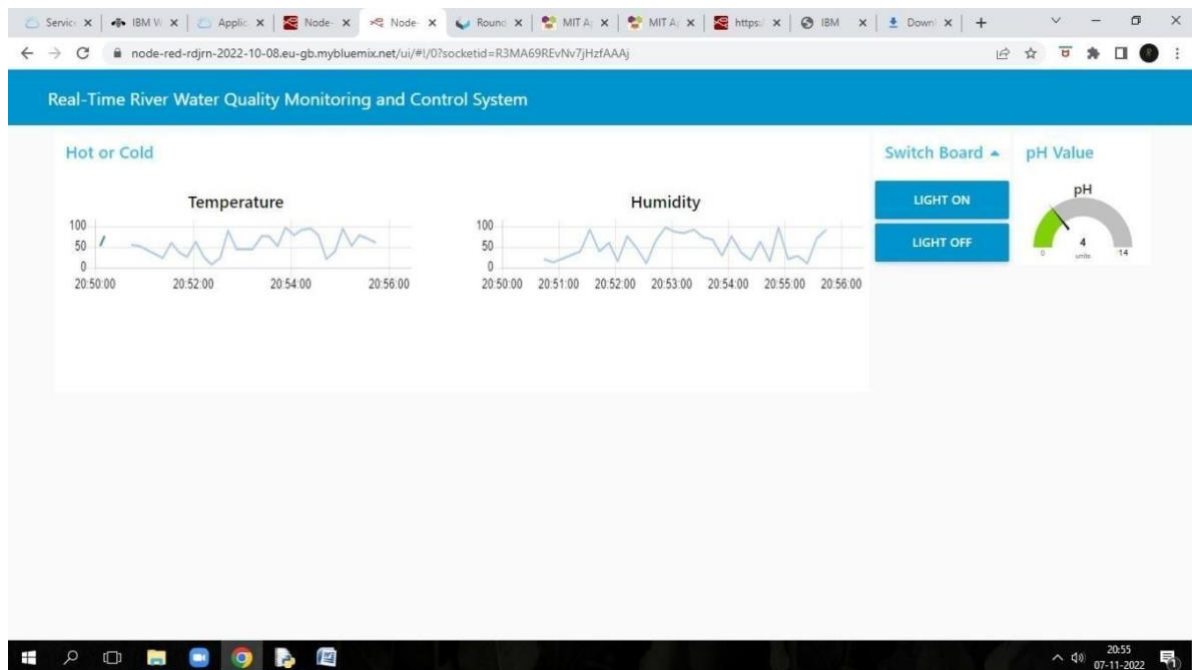 Service
IBM W
Applic
Node-
Node-
Round
MIT A
MIT A
https:
IBM
Downl
node-red-rdjrn-2022-10-08.eu-gb.mybluemix.net/ui/#!/0?socketid=R3MA69REvNv7jHzfAAAj
Real-Time River Water Quality Monitoring and Control System
Hot or Cold
Temperature
100
50
0
20:50:00 20:52:00 20:54:00 20:56:00
Humidity
100
50
0
20:50:00 20:51:00 20:52:00 20:53:00 20:54:00 20:55:00 20:56:00
Switch Board
LIGHT ON
LIGHT OFF
pH Value
pH
4
0 units 14
20:55
07-11-2022